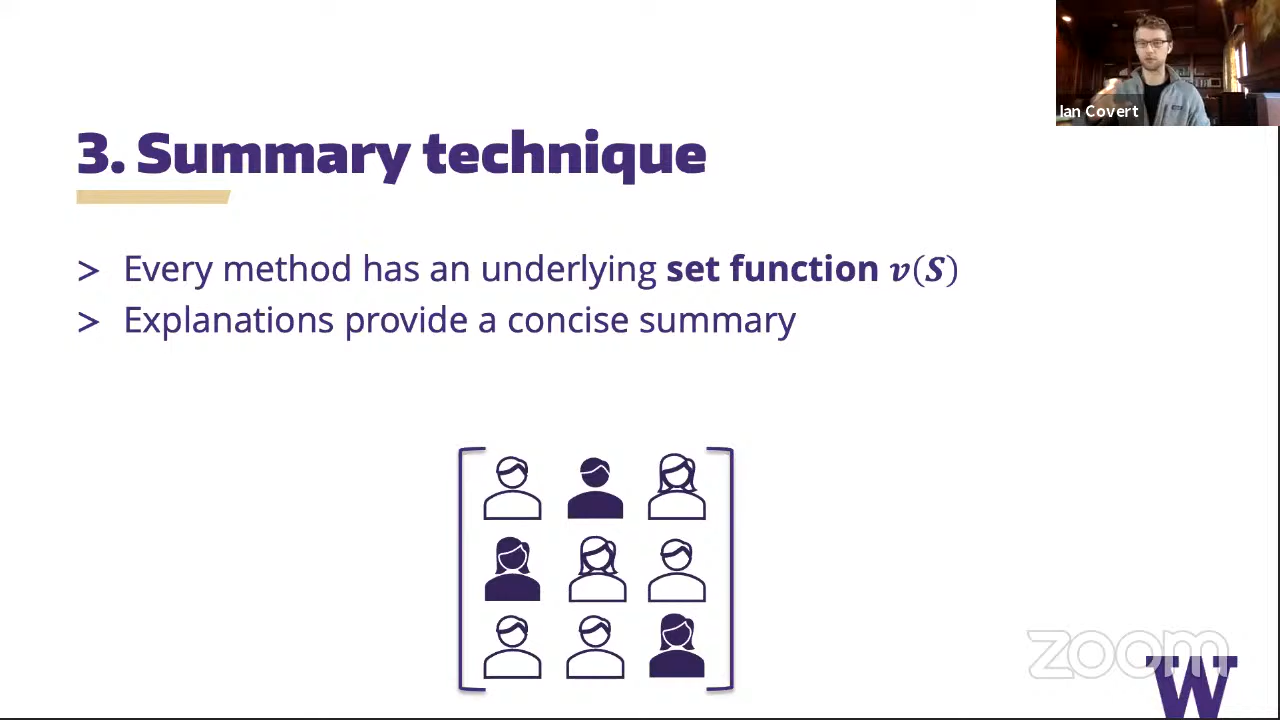 Ian Covert
3. Summary technique
> Every method has an underlying set function v(S)
> Explanations provide a concise summary
zoom
W